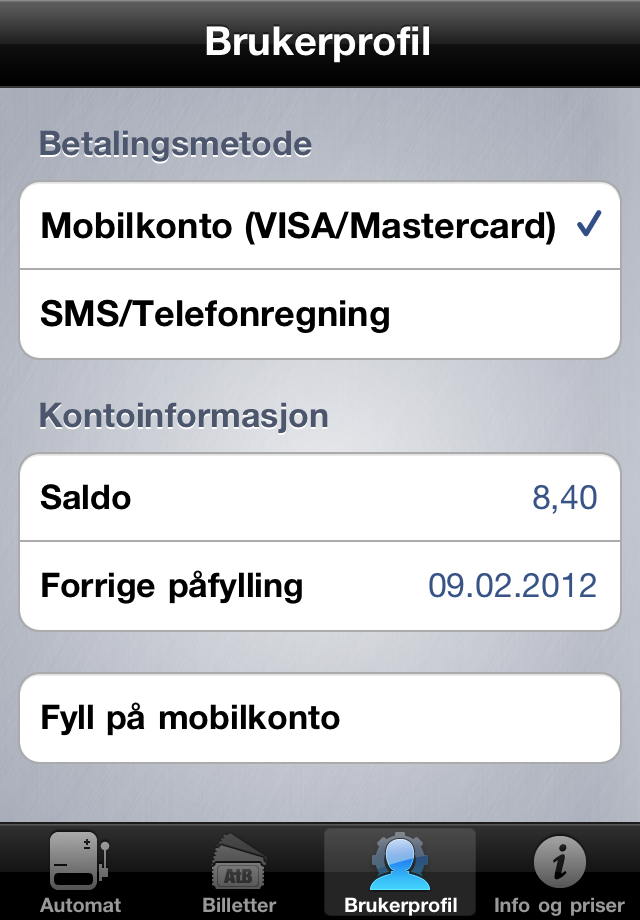 Brukerprofil
Betalingsmetode
Mobilkonto (VISA/Mastercard) ✓
SMS/Telefonregning
Kontoinformasjon
Saldo 8,40
Forrige påfylling 09.02.2012
Fyll på mobilkonto
AtB
Automat Billetter Brukerprofil Info og priser